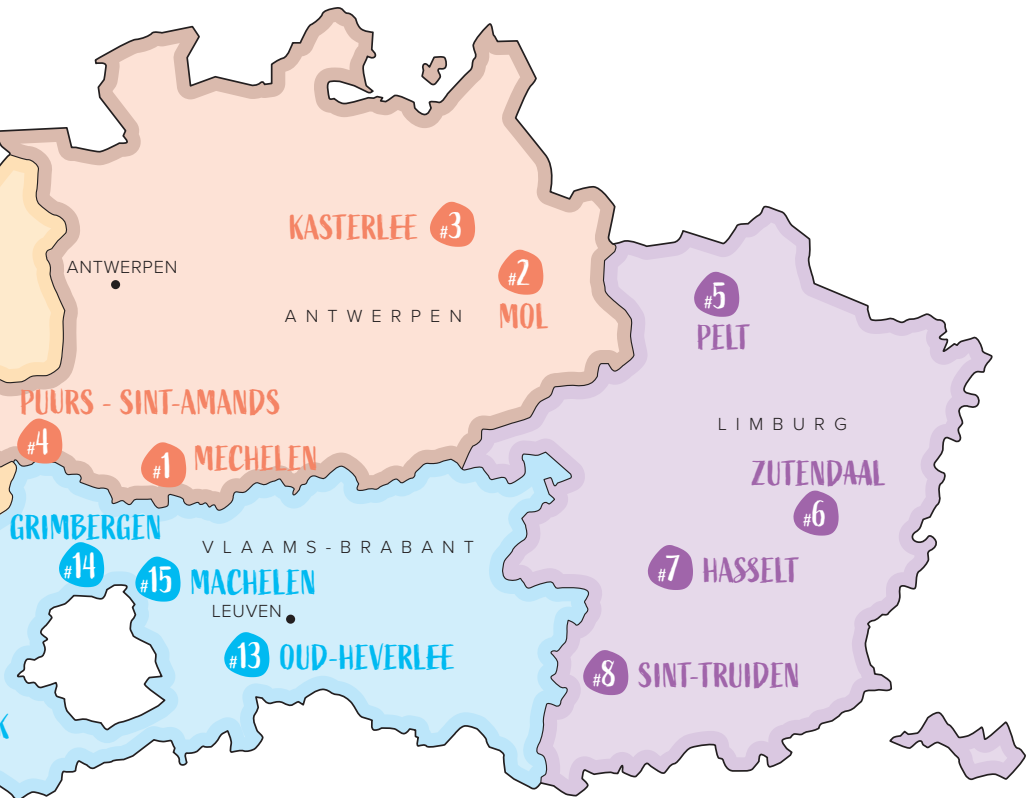 KASTERLEE #3
#2
MOL
ANTWERPEN
ANTWERPEN
#5
PELT
PUURS - SINT-AMANDS
#4
#1 MECHELEN
LIMBURG
ZUTENDAAL
#6
GRIMBERGEN
#14
VLAAMS-BRABANT
#15 MACHELEN
#7 HASSELT
LEUVEN
#13 OUD-HEVERLEE
#8 SINT-TRUIDEN
K